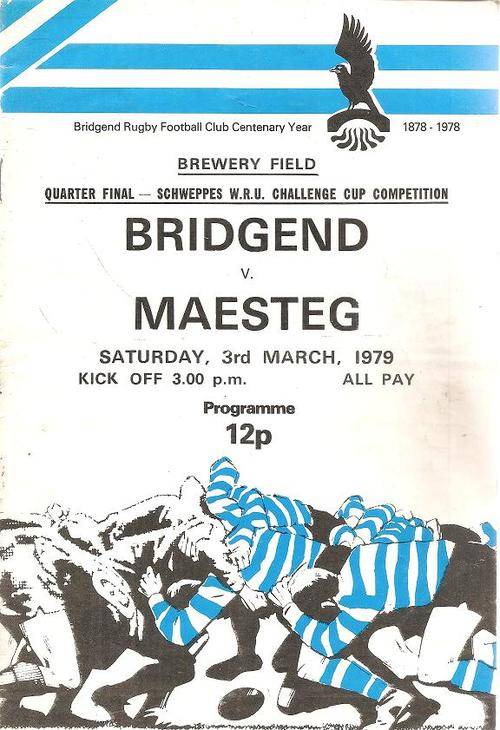 Bridgend Rugby Football Club Centenary Year 1878 - 1978
BREWERY FIELD
QUARTER FINAL — SCHWEPPES W.R.U. CHALLENGE CUP COMPETITION
BRIDGEND
V.
MAESTEG
SATURDAY, 3rd MARCH, 1979
KICK OFF 3.00 p.m. ALL PAY
Programme
12p